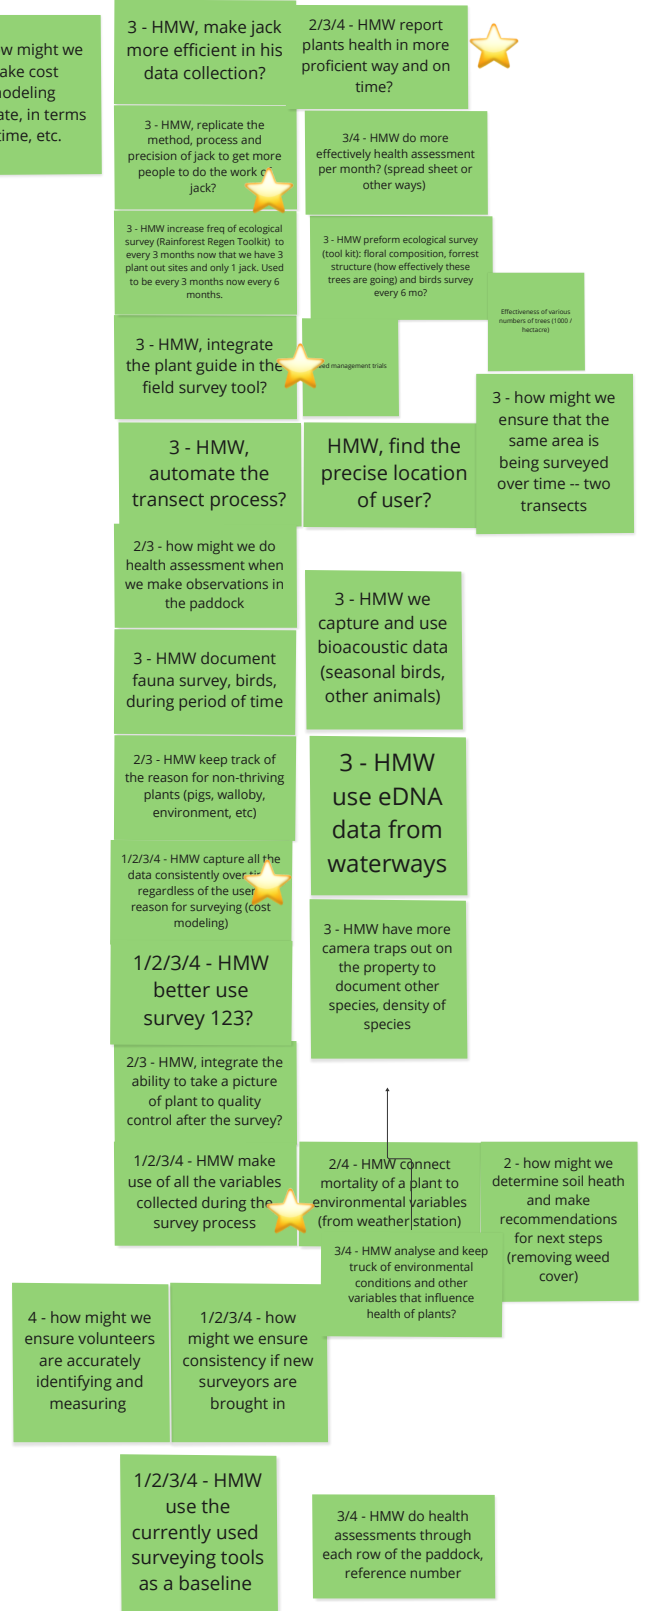 w might we
ake cost
odeling
ate, in terms
time, etc.
3 - HMW, make jack
more efficient in his
data collection?
2/3/4 - HMW report
plants health in more
proficient way and on
time?
3 - HMW, replicate the
method, process and
precision of jack to get more
people to do the work of
jack?
3/4 - HMW do more
effectively health assessment
per month? (spread sheet or
other ways)
3 - HMW increase freq of ecological
survey (Rainforest Regen Toolkit) to
every 3 months now that we have 3
plant out sites and only 1 jack. Used
to be every 3 months now every 6
months.
3 - HMW preform ecological survey
(tool kit): floral composition, forrest
structure (how effectively these
trees are going) and birds survey
every 6 mo?
Effectiveness of various
numbers of trees (1000 /
hectacre)
3 - HMW, integrate
the plant guide in the
field survey tool?
management trials
3 - how might we
ensure that the
same area is
being surveyed
over time -- two
transects
3 - HMW,
automate the
transect process?
HMW, find the
precise location
of user?
2/3 - how might we do
health assessment when
we make observations in
the paddock
3 - HMW we
capture and use
bioacoustic data
(seasonal birds,
other animals)
3 - HMW document
fauna survey, birds,
during period of time
2/3 - HMW keep track of
the reason for non-thriving
plants (pigs, walloby,
environment, etc)
3 - HMW
use eDNA
data from
waterways
1/2/3/4 - HMW capture all the
data consistently over
regardless of the user
reason for surveying (cost
modeling)
3 - HMW have more
camera traps out on
the property to
document other
species, density of
species
1/2/3/4 - HMW
better use
survey 123?
2/3 - HMW, integrate the
ability to take a picture
of plant to quality
control after the survey?
1/2/3/4 - HMW make
use of all the variables
collected during the
survey process
2/4 - HMW connect
mortality of a plant to
environmental variables
(from weather station)
2 - how might we
determine soil heath
and make
recommendations
for next steps
(removing weed
cover)
3/4 - HMW analyse and keep
truck of environmental
conditions and other
variables that influence
health of plants?
4 - how might we
ensure volunteers
are accurately
identifying and
measuring
1/2/3/4 - how
might we ensure
consistency if new
surveyors are
brought in
1/2/3/4 - HMW
use the
currently used
surveying tools
as a baseline
3/4 - HMW do health
assessments through
each row of the paddock,
reference number